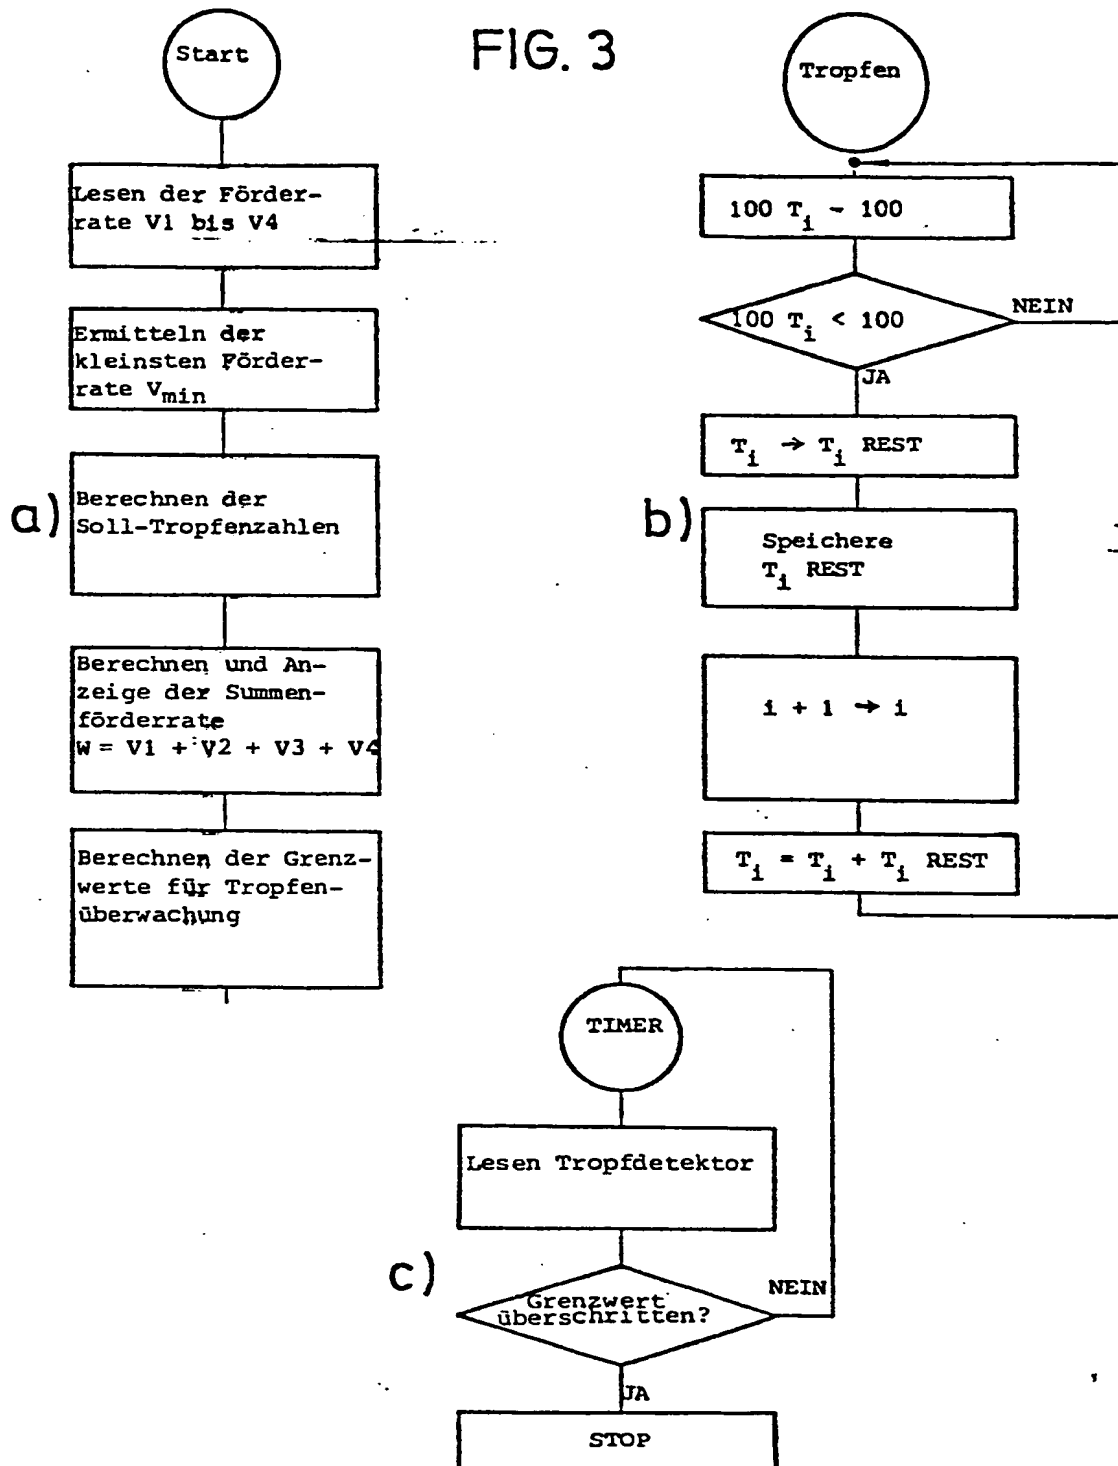 FIG. 3
a)
Start
Lesen der Förder-
rate V1 bis V4
Ermitteln der
kleinsten Förder-
rate Vmin
Berechnen der
Soll-Tropfenzahlen
Berechnen und An-
zeige der Summen-
förderrate
W = V1 + V2 + V3 + V4
Berechnen der Grenz-
werte für Tropfen-
überwachung
b)
Tropfen
100 Ti - 100
100 Ti < 100
NEIN
JA
Ti → Ti REST
Speichere
Ti REST
i + 1 → i
Ti = Ti + Ti REST
c)
TIMER
Lesen Tropfdetektor
Grenzwert
überschritten?
NEIN
JA
STOP